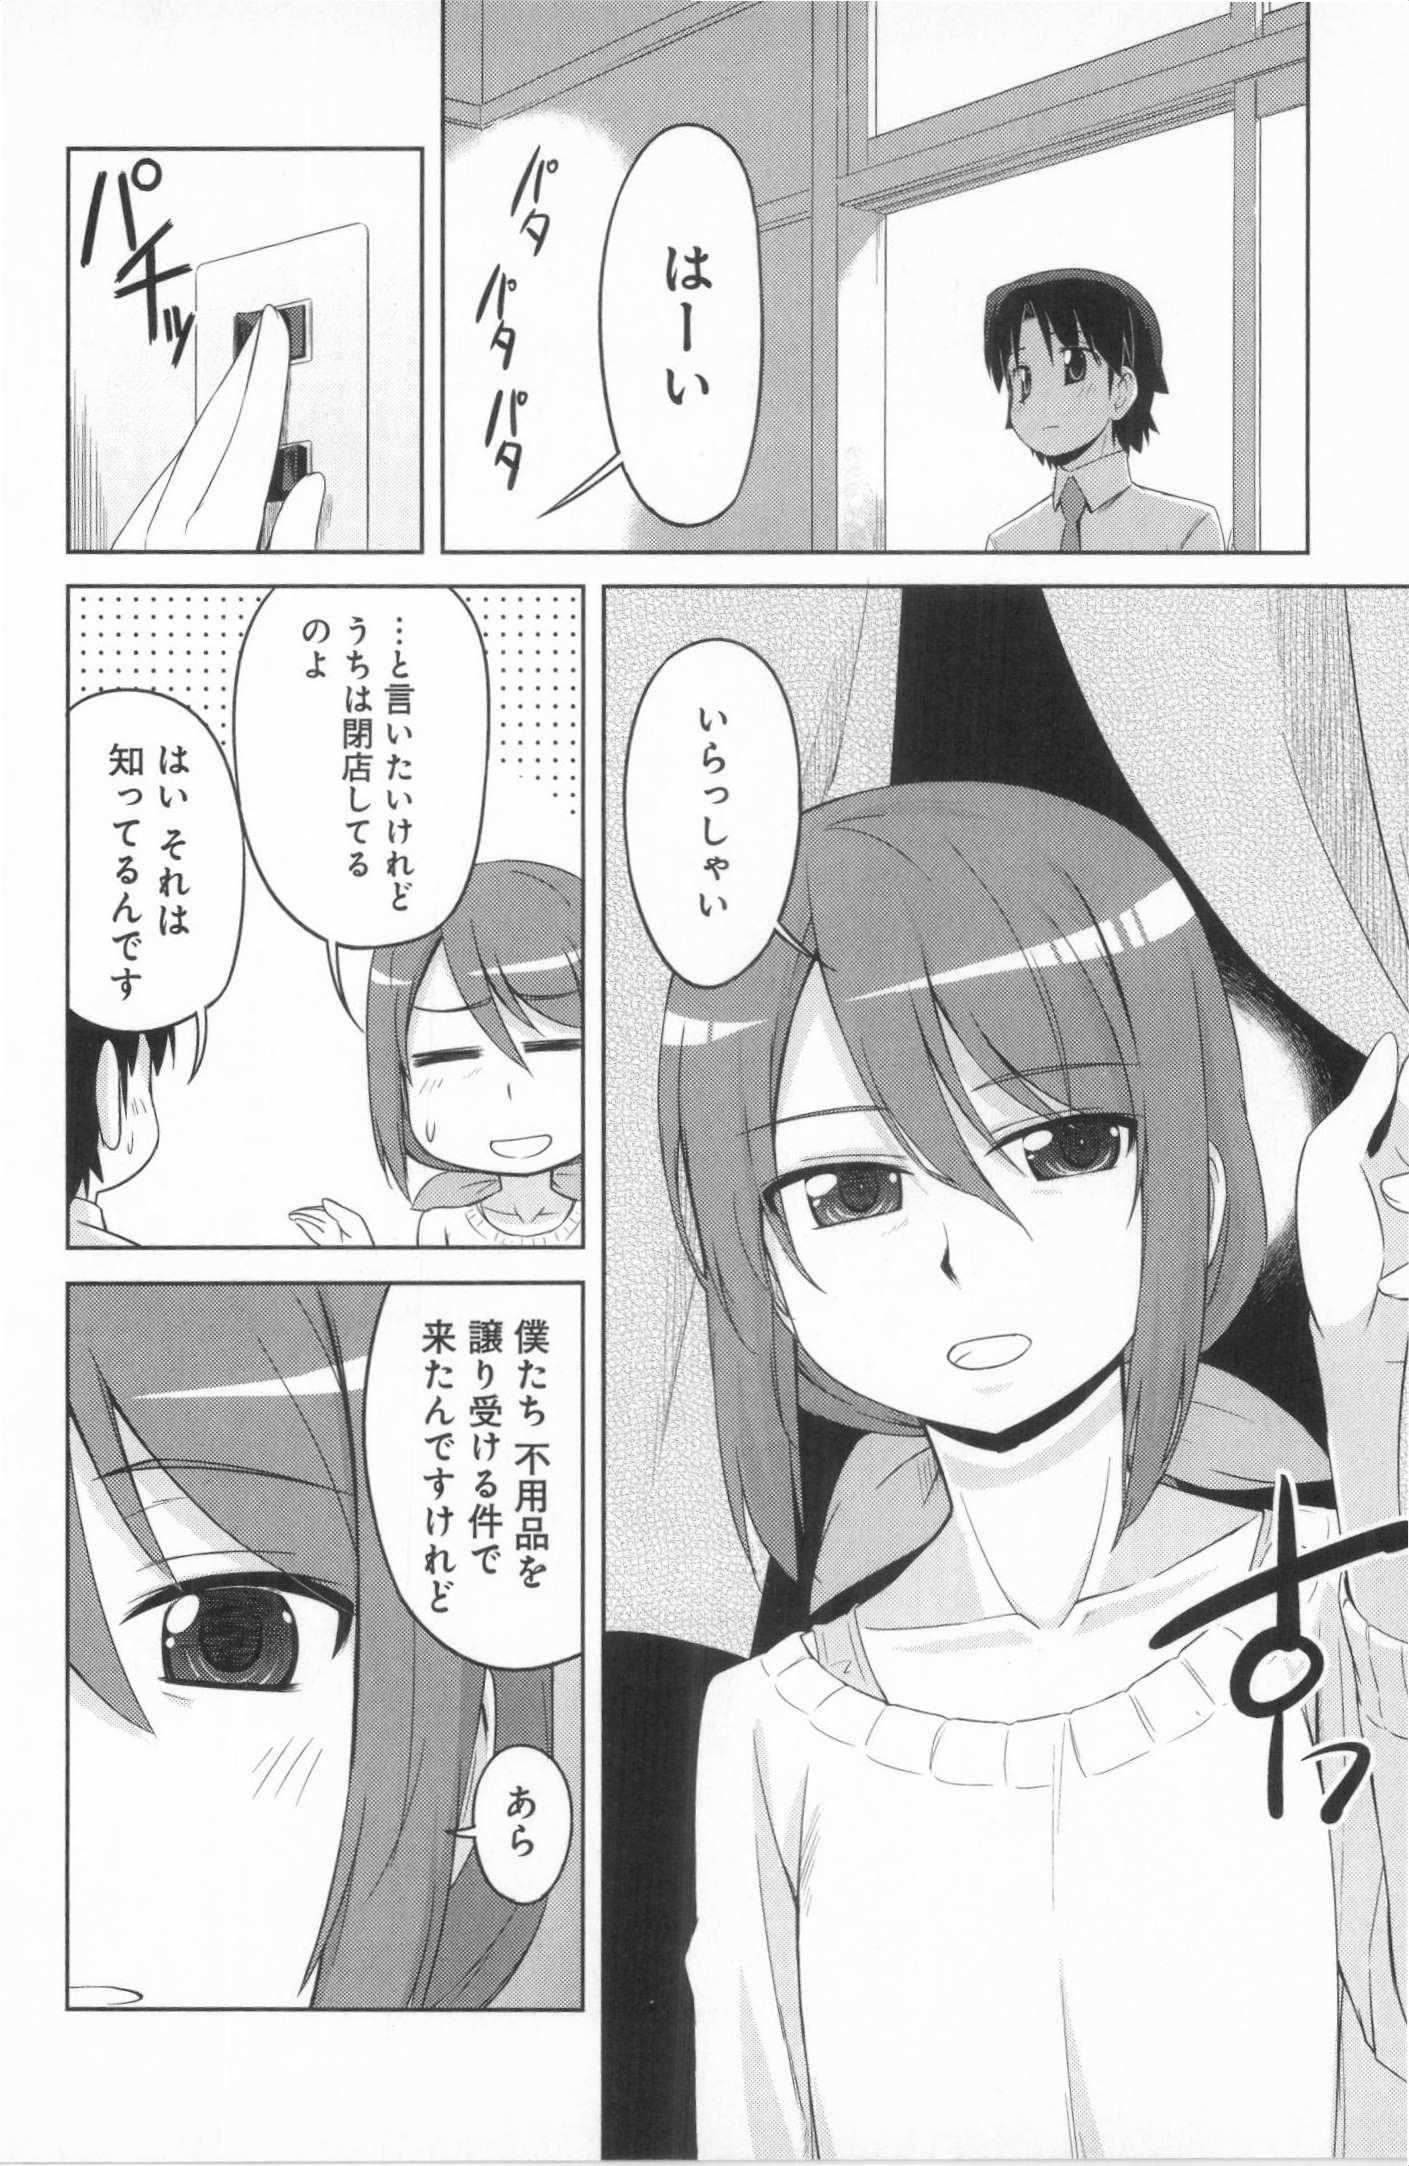 はーい
パタ
パタ
パタ
パチッ
いらっしゃい
すっ
…と言いたいけれど
うちは閉店してる
のよ
はい それは
知ってるんです
僕たち 不用品を
譲り受ける件で
来たんですけれど
あら